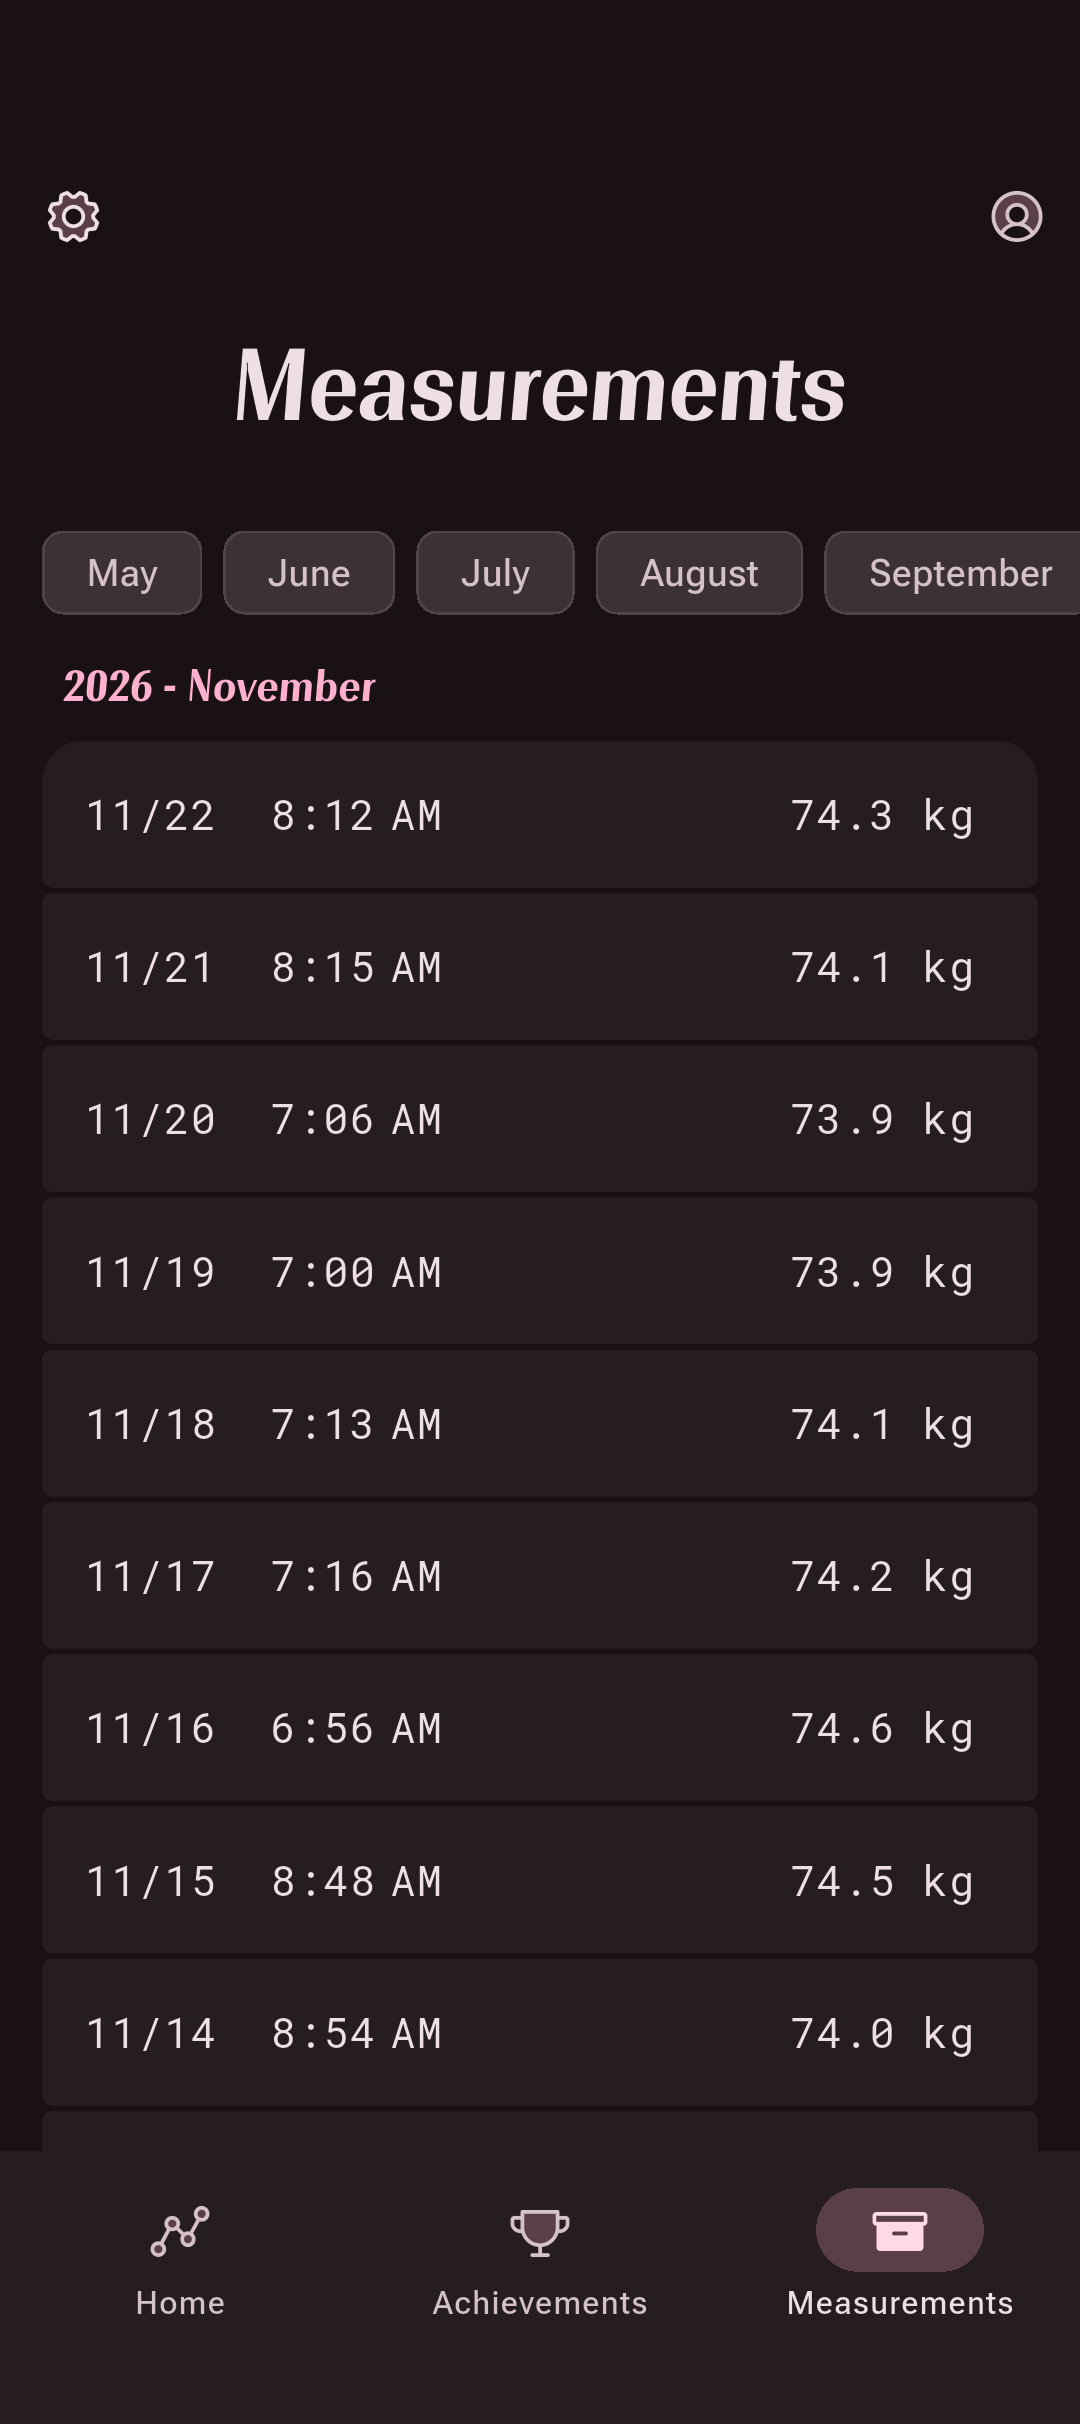 Measurements
May June July August September
2026 - November
11/22 8:12 AM 74.3 kg
11/21 8:15 AM 74.1 kg
11/20 7:06 AM 73.9 kg
11/19 7:00 AM 73.9 kg
11/18 7:13 AM 74.1 kg
11/17 7:16 AM 74.2 kg
11/16 6:56 AM 74.6 kg
11/15 8:48 AM 74.5 kg
11/14 8:54 AM 74.0 kg
Home Achievements Measurements